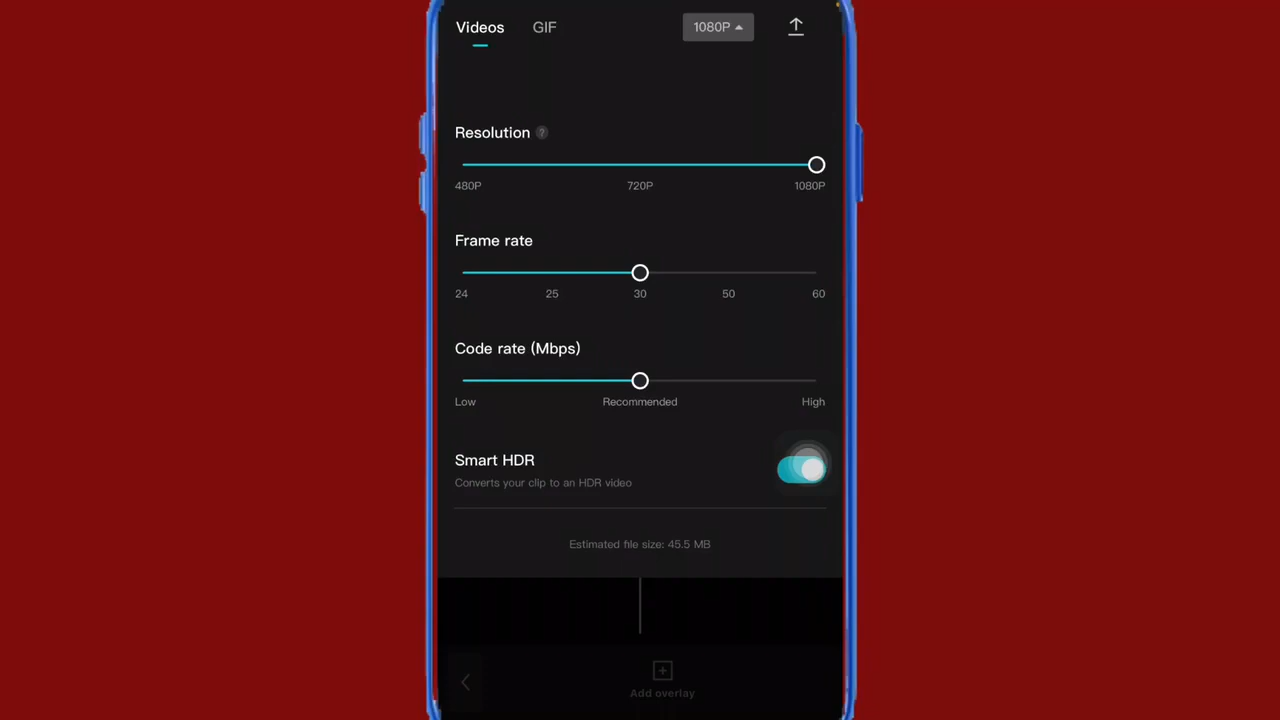 Videos GIF 1080P
Resolution ?
480P 720P 1080P
Frame rate
24 25 30 50 60
Code rate (Mbps)
Low Recommended High
Smart HDR
Converts your clip to an HDR video
Estimated file size: 45.5 MB
Add overlay